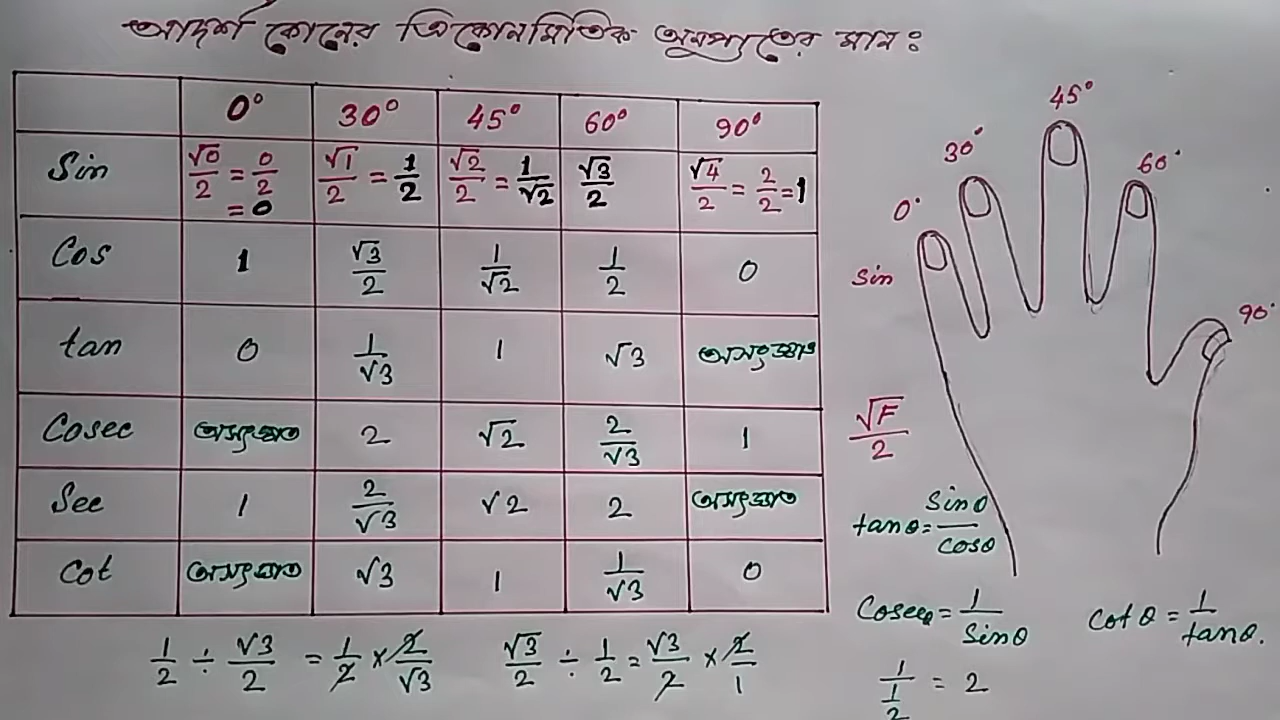 আদর্শ কোনের ত্রিকোনমিতিক অনুপাতের মান ঃ
0° 30° 45° 60° 90°
Sin √0/2 = 0/2 = 0 √1/2 = 1/2 √2/2 = 1/√2 √3/2 √4/2 = 2/2 = 1
Cos 1 √3/2 1/√2 1/2 0
tan 0 1/√3 1 √3 অসংজ্ঞাত
Cosec অসংজ্ঞাত 2 √2 2/√3 1
Sec 1 2/√3 √2 2 অসংজ্ঞাত
Cot অসংজ্ঞাত √3 1 1/√3 0
1/2 ÷ √3/2 = 1/2 × 2/√3
√3/2 ÷ 1/2 = √3/2 × 2/1
Sin
0°
30°
45°
60°
90°
√F/2
tanθ = Sinθ/Cosθ
Cosecθ = 1/Sinθ
Cotθ = 1/tanθ.
1/(1/2) = 2